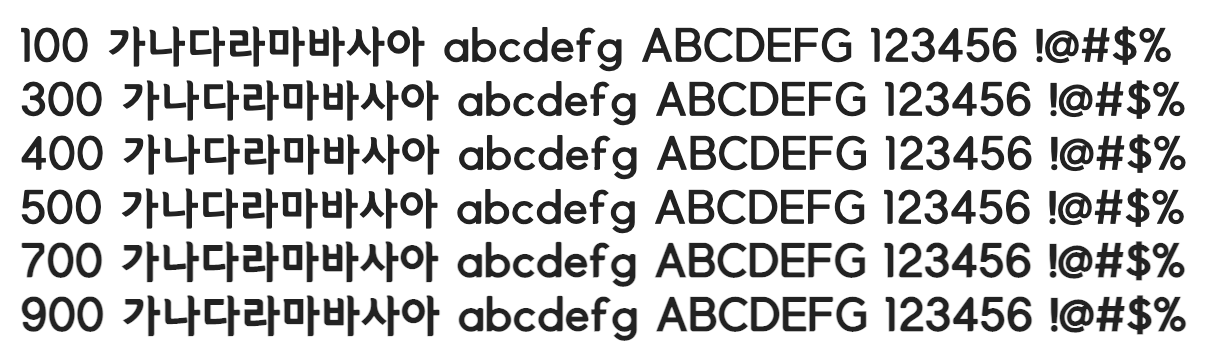 100 가나다라마바사아 abcdefg ABCDEFG 123456 !@#$%
300 가나다라마바사아 abcdefg ABCDEFG 123456 !@#$%
400 가나다라마바사아 abcdefg ABCDEFG 123456 !@#$%
500 가나다라마바사아 abcdefg ABCDEFG 123456 !@#$%
700 가나다라마바사아 abcdefg ABCDEFG 123456 !@#$%
900 가나다라마바사아 abcdefg ABCDEFG 123456 !@#$%